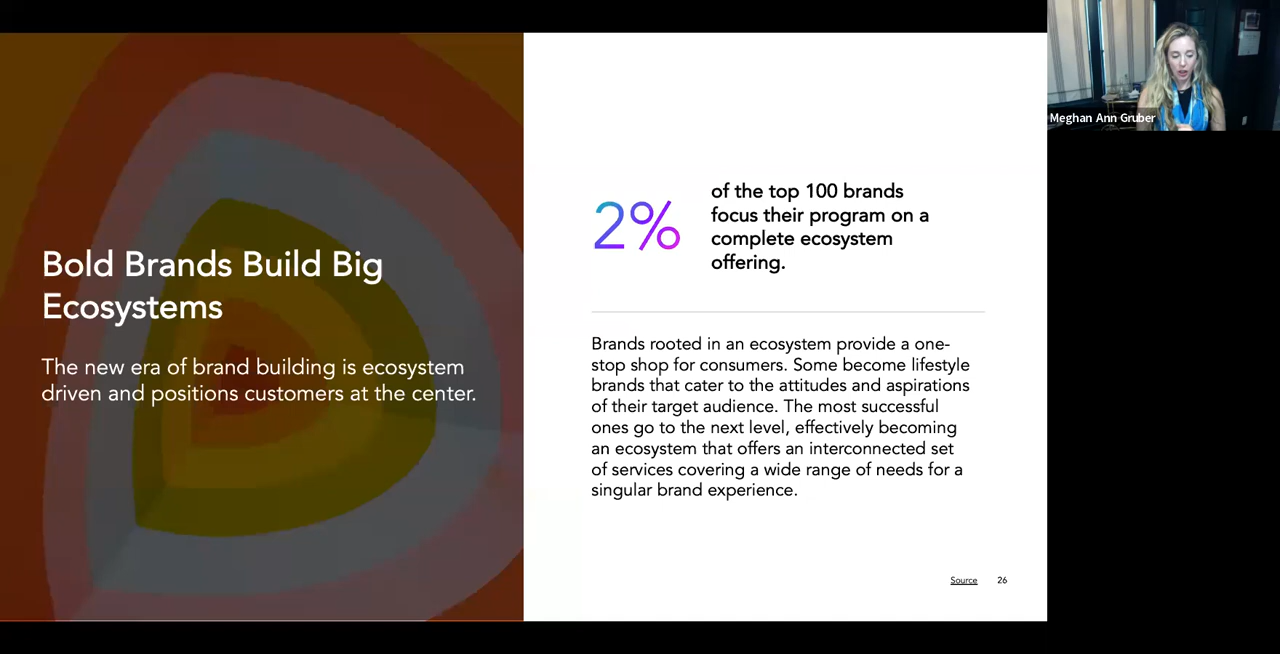 Bold Brands Build Big
Ecosystems
The new era of brand building is ecosystem
driven and positions customers at the center.
2%
of the top 100 brands
focus their program on a
complete ecosystem
offering.
Brands rooted in an ecosystem provide a one-
stop shop for consumers. Some become lifestyle
brands that cater to the attitudes and aspirations
of their target audience. The most successful
ones go to the next level, effectively becoming
an ecosystem that offers an interconnected set
of services covering a wide range of needs for a
singular brand experience.
Source
26
Meghan Ann Gruber